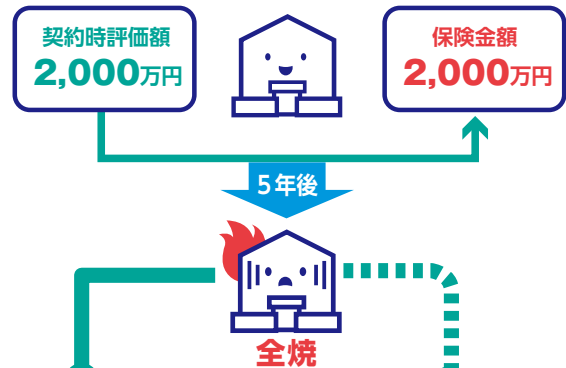 契約時評価額
2,000万円
保険金額
2,000万円
5年後
全焼